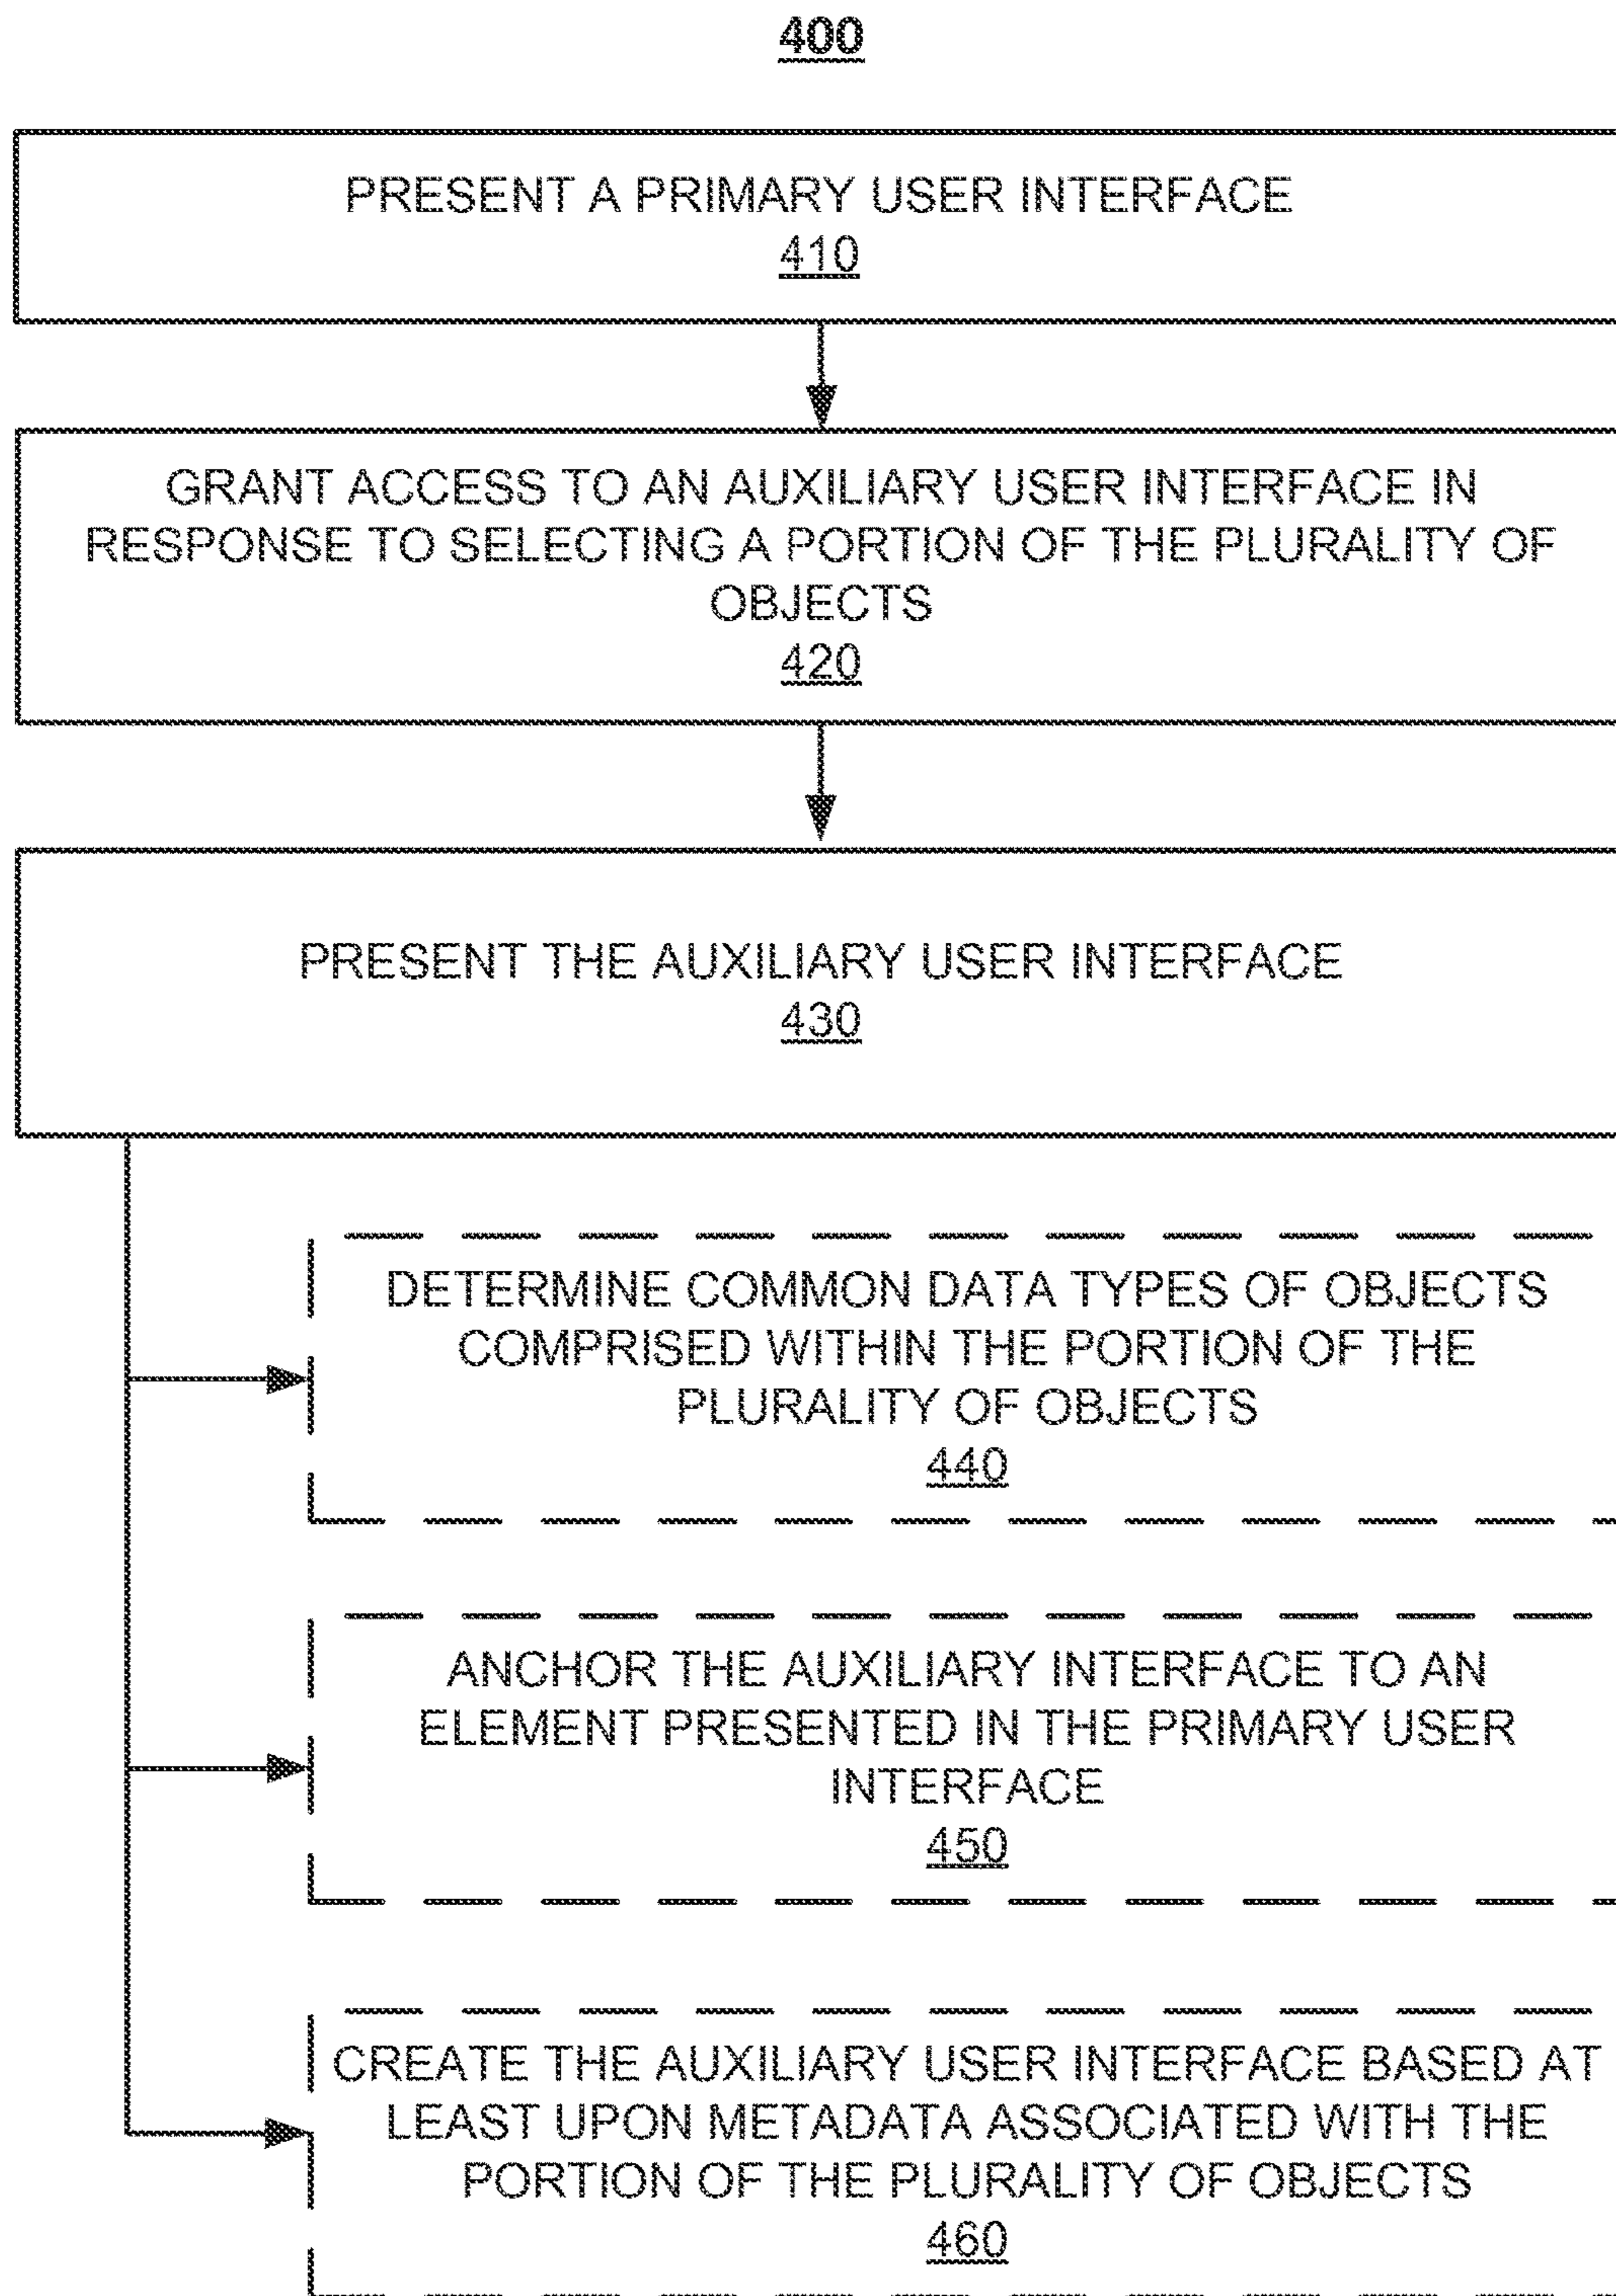 400
PRESENT A PRIMARY USER INTERFACE
410
GRANT ACCESS TO AN AUXILIARY USER INTERFACE IN
RESPONSE TO SELECTING A PORTION OF THE PLURALITY OF
OBJECTS
420
PRESENT THE AUXILIARY USER INTERFACE
430
DETERMINE COMMON DATA TYPES OF OBJECTS
COMPRISED WITHIN THE PORTION OF THE
PLURALITY OF OBJECTS
440
ANCHOR THE AUXILIARY INTERFACE TO AN
ELEMENT PRESENTED IN THE PRIMARY USER
INTERFACE
450
CREATE THE AUXILIARY USER INTERFACE BASED AT
LEAST UPON METADATA ASSOCIATED WITH THE
PORTION OF THE PLURALITY OF OBJECTS
460